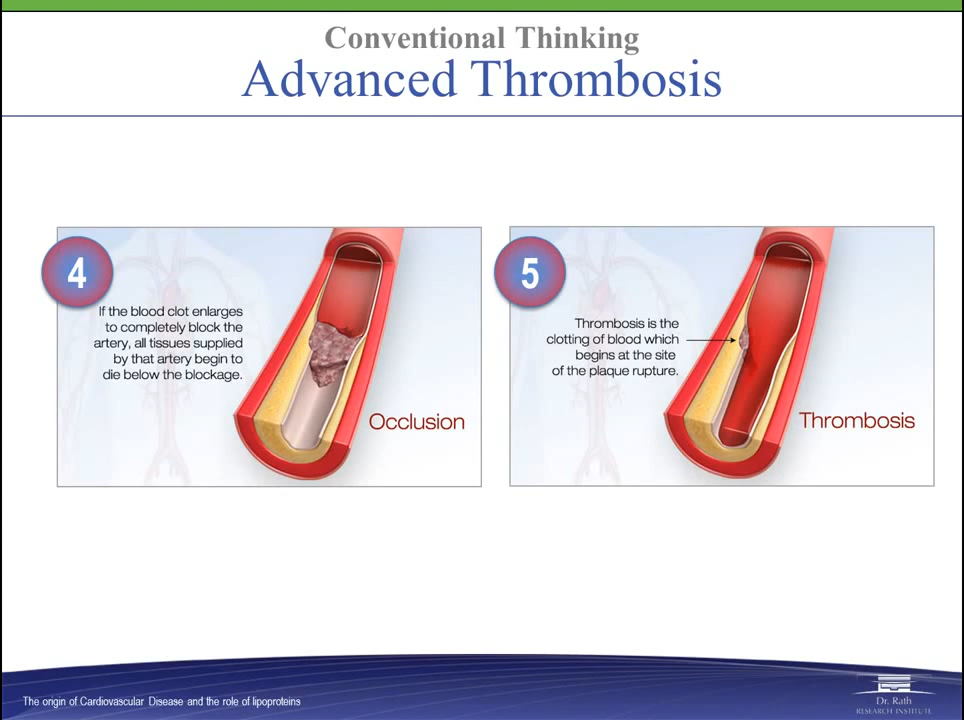 Conventional Thinking
Advanced Thrombosis
4
If the blood clot enlarges
to completely block the
artery, all tissues supplied
by that artery begin to
die below the blockage.
Occlusion
5
Thrombosis is the
clotting of blood which
begins at the site
of the plaque rupture.
Thrombosis
The origin of Cardiovascular Disease and the role of lipoproteins
Dr. Rath
RESEARCH INSTITUTE